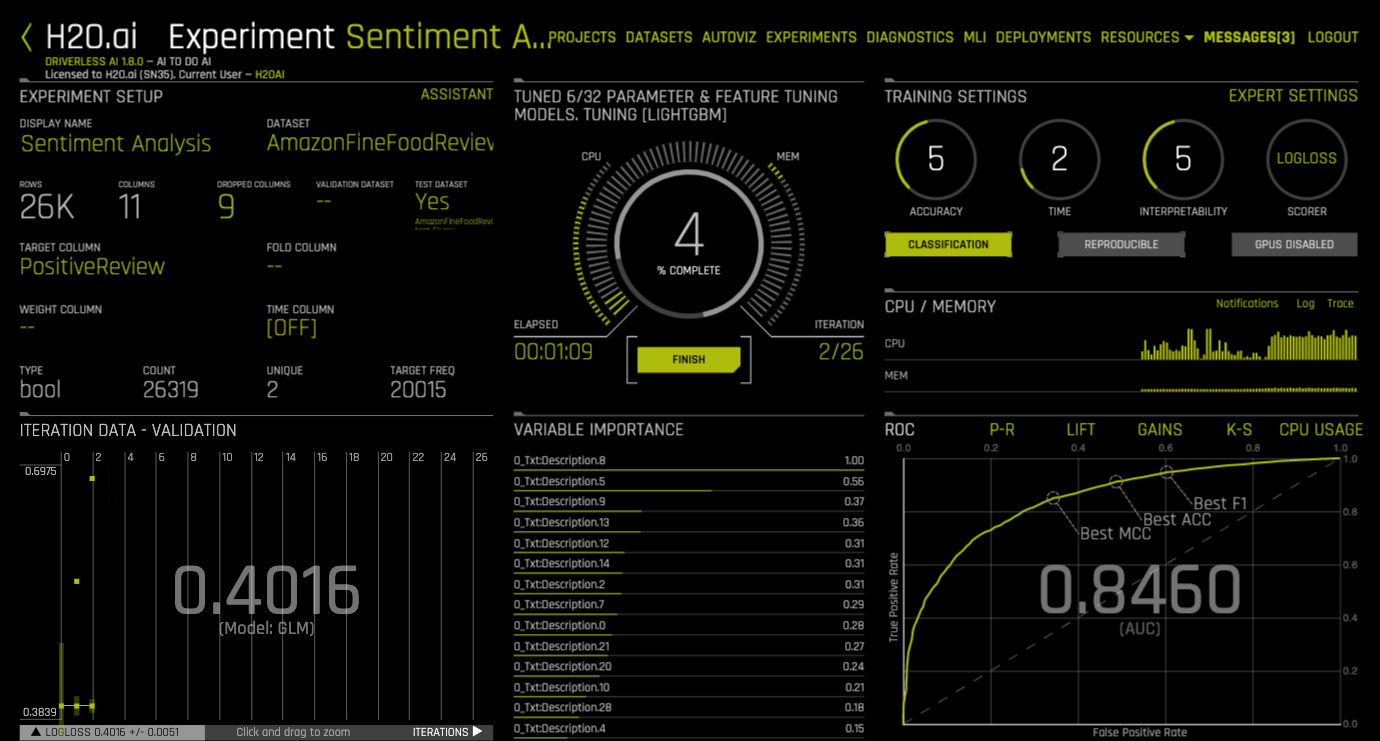 H2O.ai Experiment Sentiment A...
PROJECTS DATASETS AUTOVIZ EXPERIMENTS DIAGNOSTICS MLI DEPLOYMENTS RESOURCES MESSAGES[3] LOGOUT
DRIVERLESS AI 1.8.0 – AI TO DO AI
Licensed to H2O.ai (SN35). Current User – H2OAI
EXPERIMENT SETUP
ASSISTANT
DISPLAY NAME
Sentiment Analysis
DATASET
AmazonFineFoodReview
ROWS
26K
COLUMNS
11
DROPPED COLUMNS
9
VALIDATION DATASET
--
TEST DATASET
Yes
AmazonFineFoodRevi
TARGET COLUMN
PositiveReview
FOLD COLUMN
--
WEIGHT COLUMN
--
TIME COLUMN
[OFF]
TYPE
bool
COUNT
26319
UNIQUE
2
TARGET FREQ
20015
TUNED 6/32 PARAMETER & FEATURE TUNING
MODELS. TUNING [LIGHTGBM]
CPU
MEM
4
% COMPLETE
ELAPSED
00:01:09
ITERATION
2/26
FINISH
TRAINING SETTINGS
EXPERT SETTINGS
5
ACCURACY
2
TIME
5
INTERPRETABILITY
LOGLOSS
SCORER
CLASSIFICATION
REPRODUCIBLE
GPUS DISABLED
CPU / MEMORY
Notifications Log Trace
CPU
MEM
ITERATION DATA - VALIDATION
0 2 4 6 8 10 12 14 16 18 20 22 24 26
0.6975
0.4016
(Model: GLM)
0.3839
LOGLOSS 0.4016 +/- 0.0051
Click and drag to zoom
ITERATIONS
VARIABLE IMPORTANCE
0_Txt:Description.8 1.00
0_Txt:Description.5 0.56
0_Txt:Description.9 0.37
0_Txt:Description.13 0.36
0_Txt:Description.12 0.31
0_Txt:Description.14 0.31
0_Txt:Description.2 0.31
0_Txt:Description.7 0.29
0_Txt:Description.0 0.28
0_Txt:Description.21 0.27
0_Txt:Description.20 0.24
0_Txt:Description.10 0.21
0_Txt:Description.28 0.18
0_Txt:Description.4 0.15
ROC P-R LIFT GAINS K-S CPU USAGE
0.0 0.2 0.4 0.6 0.8 1.0
1.0
0.8
0.6
0.4
0.2
0.0
Best F1
Best ACC
Best MCC
0.8460
(AUC)
True Positive Rate
False Positive Rate